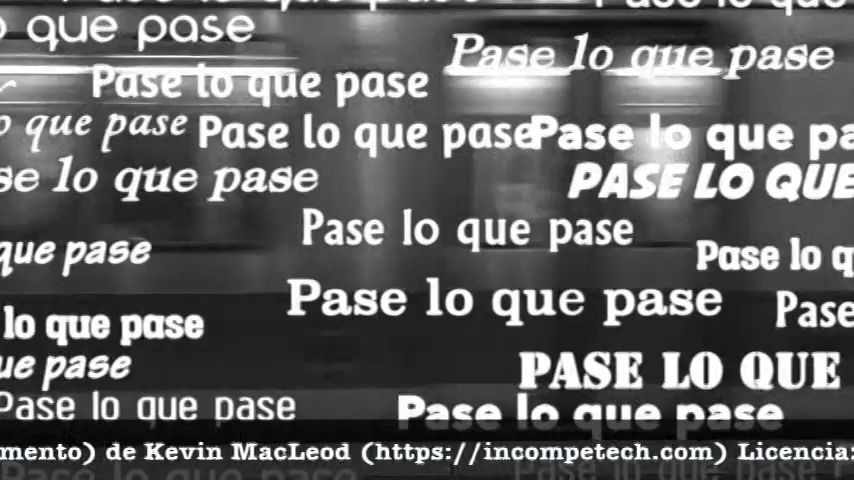 que pase
Pase lo que pase
Pase lo que pase
que pase Pase lo que pase Pase lo que pa
se lo que pase PASE LO QUE
Pase lo que pase
que pase Pase lo q
Pase lo que pase Pase
lo que pase
ue pase PASE LO QUE
Pase lo que pase Pase lo que pase
mento) de Kevin MacLeod (https://incompetech.com) Licencia: